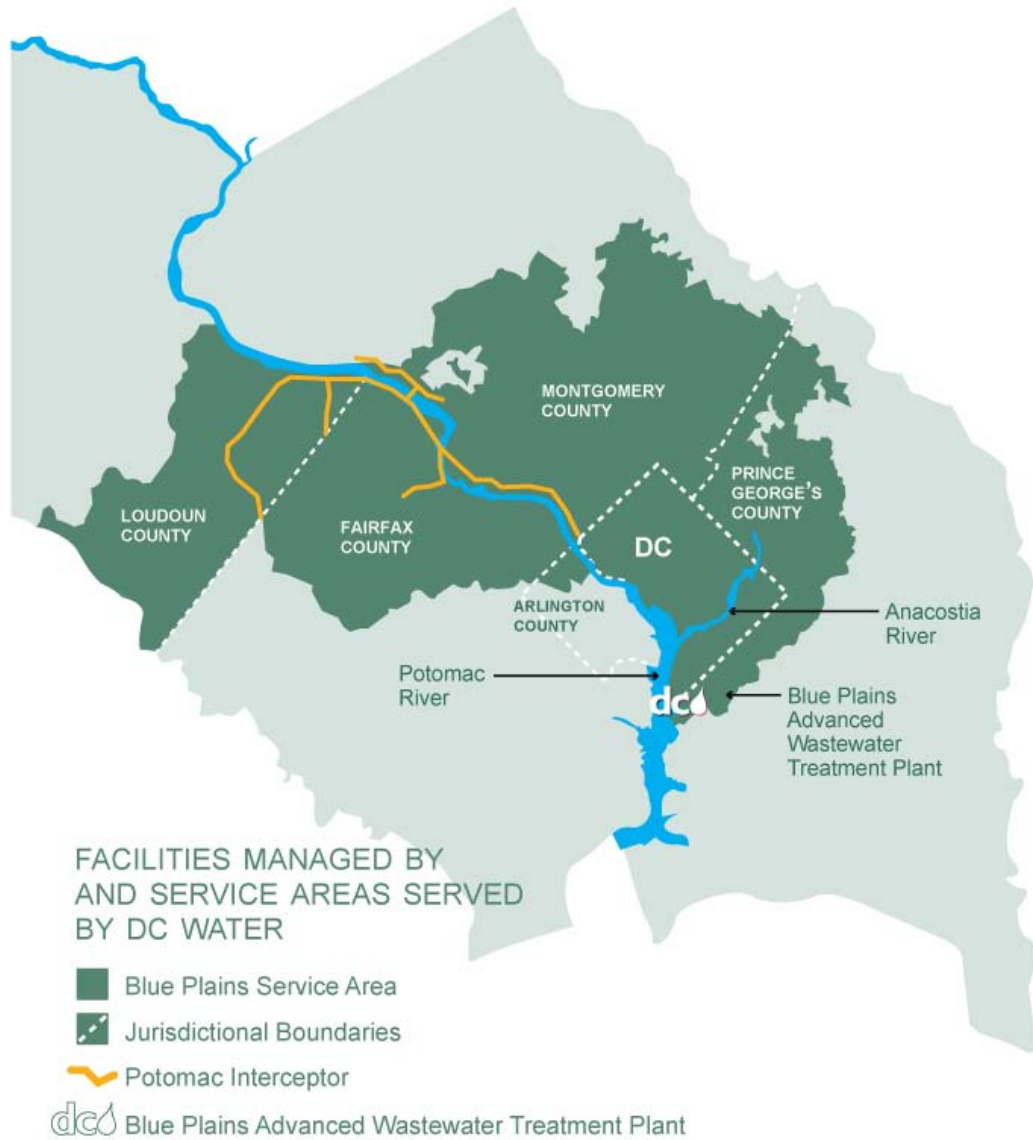 MONTGOMERY
COUNTY
PRINCE
GEORGE'S
COUNTY
LOUDOUN
COUNTY
FAIRFAX
COUNTY
DC
ARLINGTON
COUNTY
Anacostia
River
Potomac
River
dc
Blue Plains
Advanced
Wastewater
Treatment Plant
FACILITIES MANAGED BY
AND SERVICE AREAS SERVED
BY DC WATER
Blue Plains Service Area
Jurisdictional Boundaries
Potomac Interceptor
dc Blue Plains Advanced Wastewater Treatment Plant